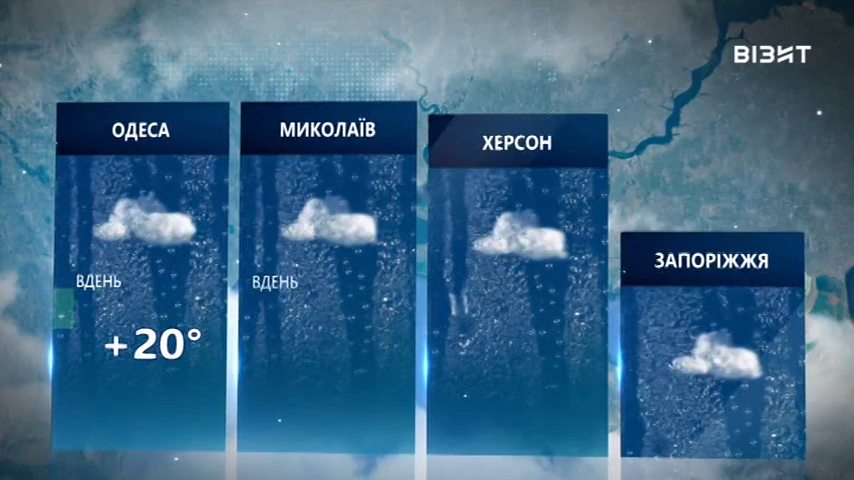 ВІЗИТ
ОДЕСА
МИКОЛАЇВ
ХЕРСОН
ЗАПОРІЖЖЯ
ВДЕНЬ
ВДЕНЬ
+20°